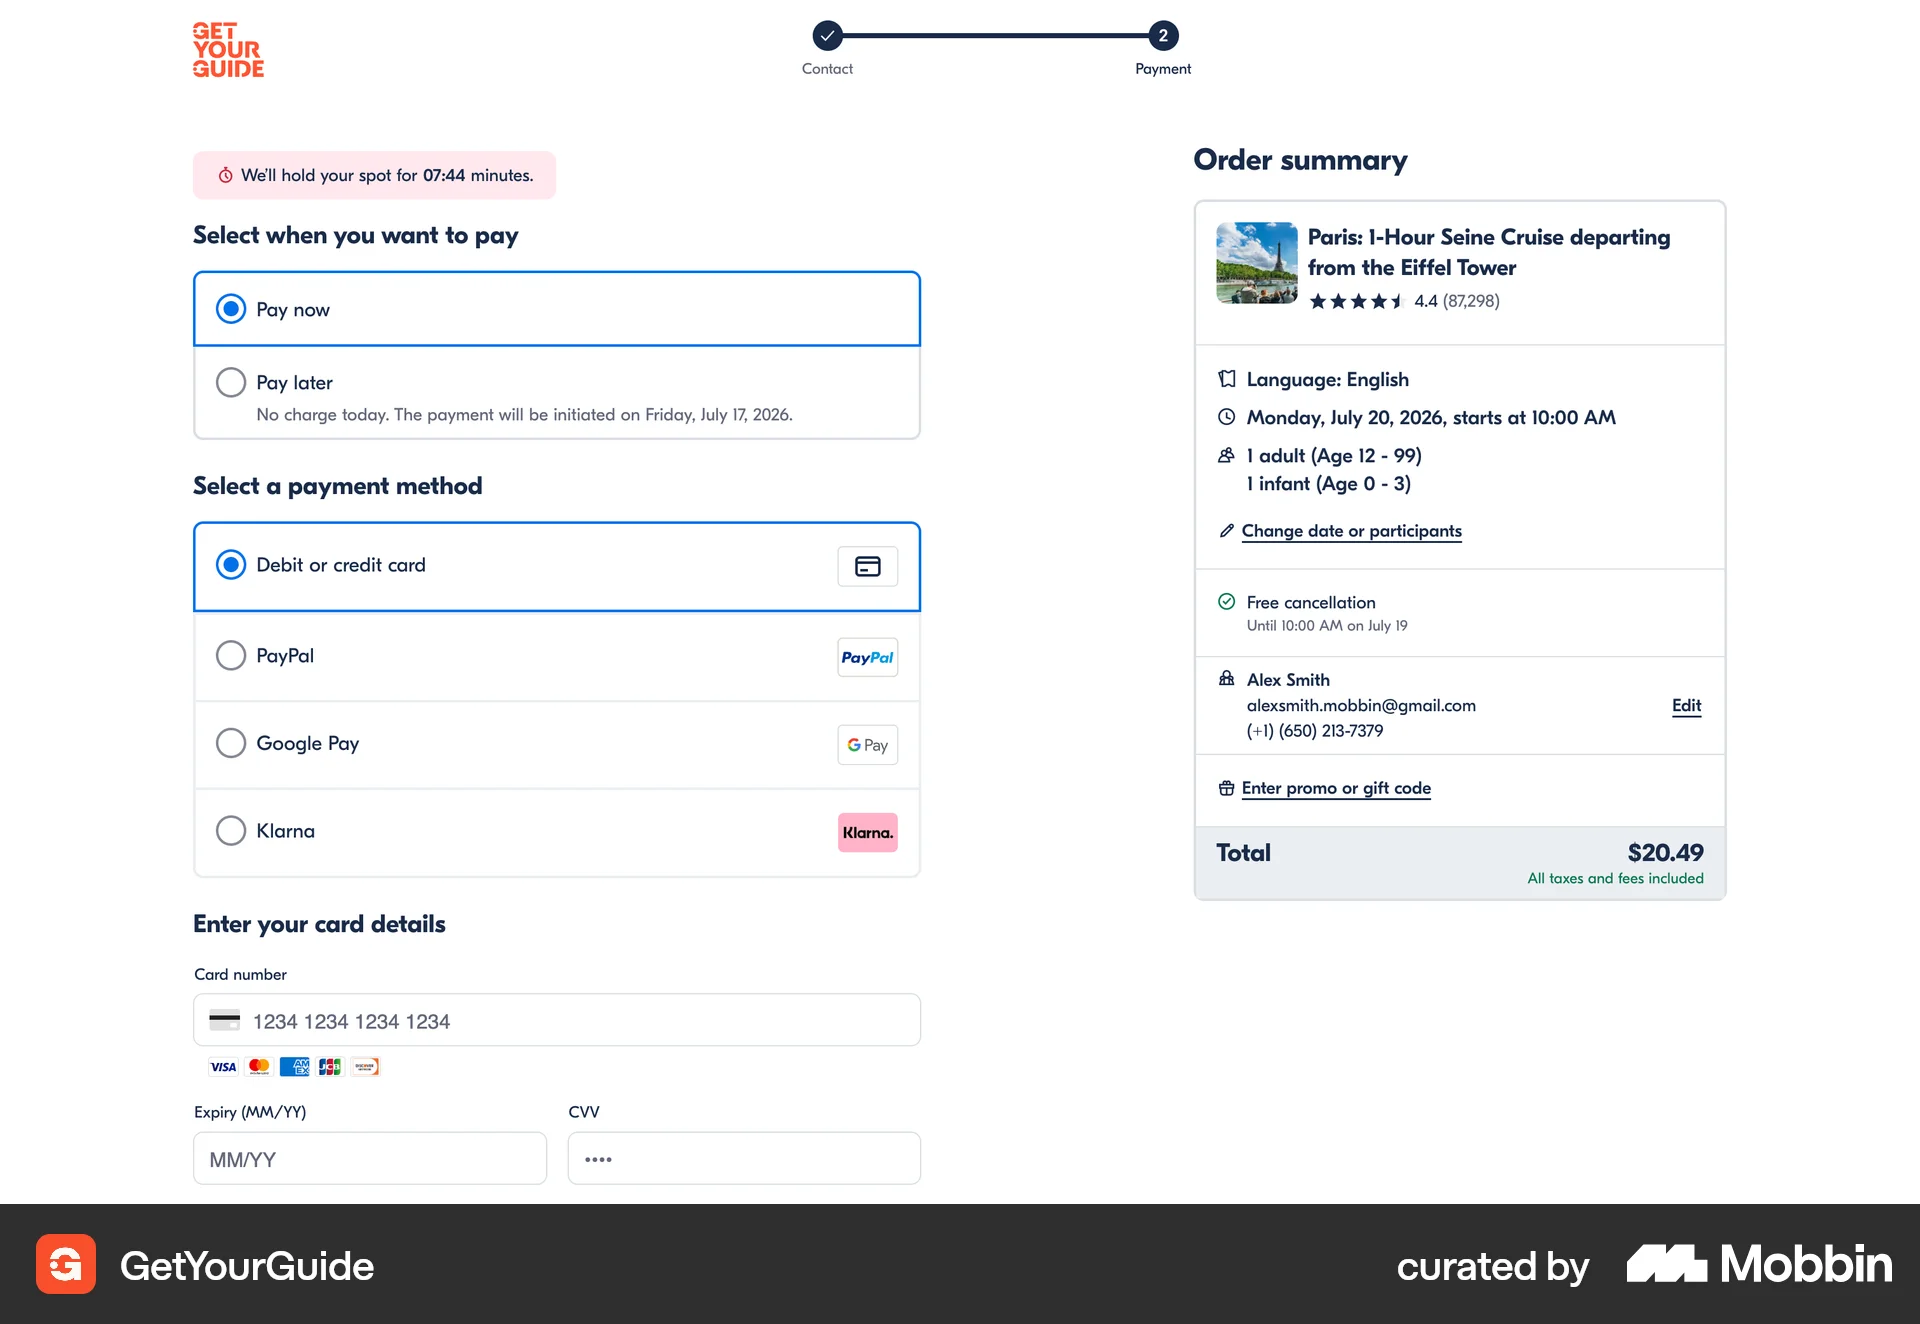 GET
YOUR
GUIDE
2
Contact
Payment
We'll hold your spot for 07:44 minutes.
Select when you want to pay
Pay now
Pay later
No charge today. The payment will be initiated on Friday, July 17, 2026.
Select a payment method
Debit or credit card
PayPal
PayPal
Google Pay
G Pay
Klarna
Klarna.
Enter your card details
Card number
1234 1234 1234 1234
VISA
AM
EX
JCB
DISCOVER
Expiry (MM/YY)
CVV
MM/YY
••••
Order summary
Paris: 1-Hour Seine Cruise departing
from the Eiffel Tower
4.4 (87,298)
Language: English
Monday, July 20, 2026, starts at 10:00 AM
1 adult (Age 12 - 99)
1 infant (Age 0 - 3)
Change date or participants
Free cancellation
Until 10:00 AM on July 19
Alex Smith
alexsmith.mobbin@gmail.com
(+1) (650) 213-7379
Edit
Enter promo or gift code
Total
$20.49
All taxes and fees included
G GetYourGuide
curated by Mobbin